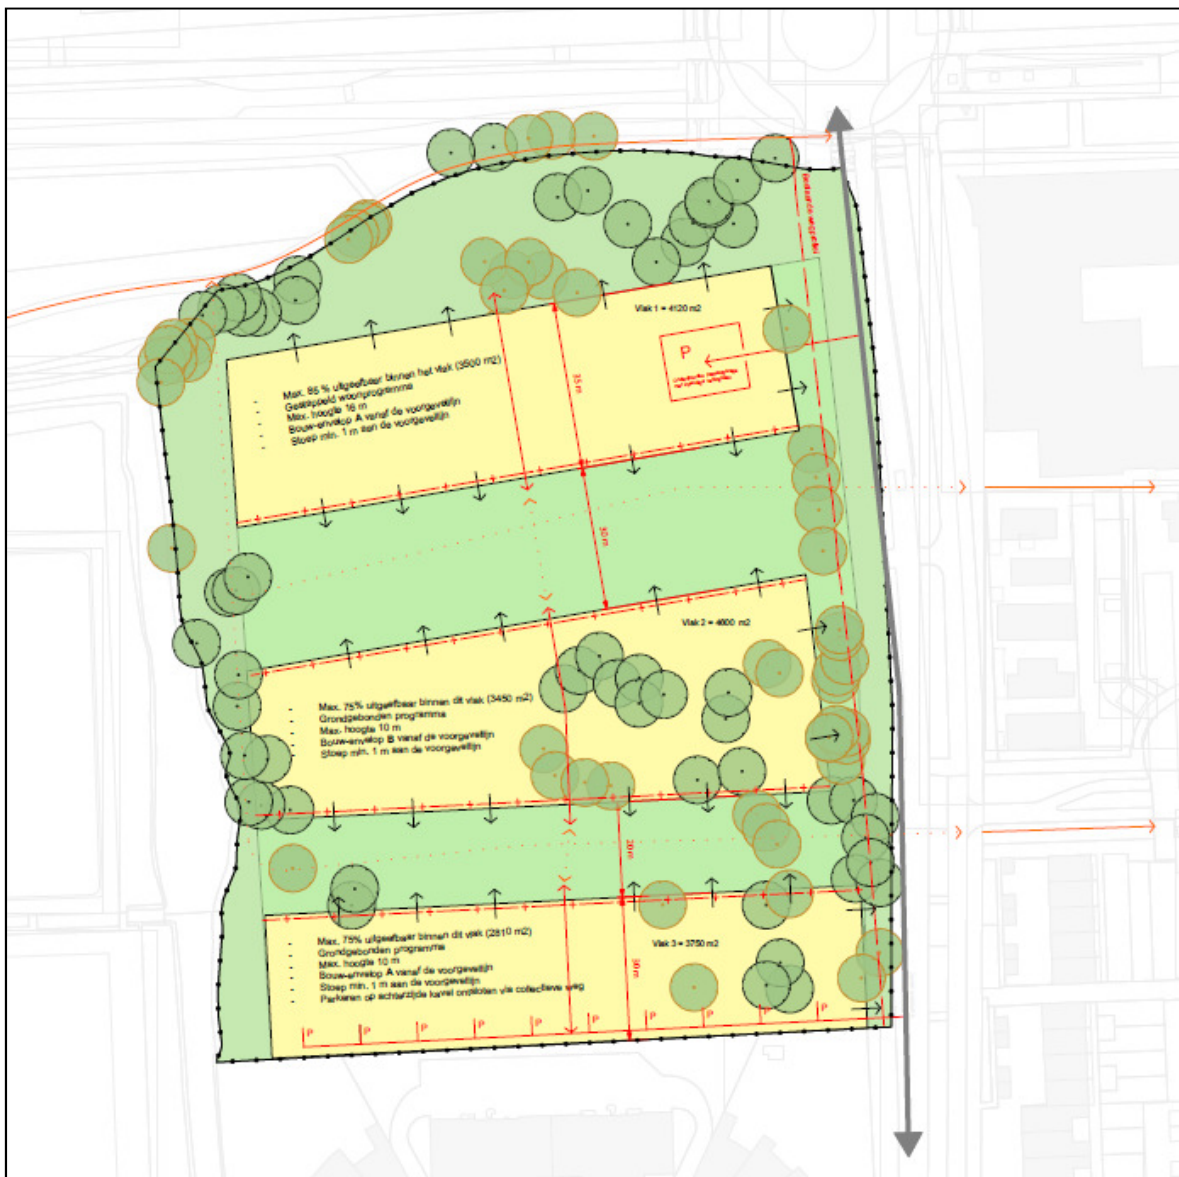 Bestaande weggrens
Vlak 1 = 4120 m2
P
- Max. 85 % uitgeefbaar binnen het vlak (3500 m2)
- Gestappeld woonprogramma
- Max. hoogte 16 m
- Bouw-envelop A vanaf de voorgevellijn
- Stoep min. 1 m aan de voorgevellijn
-
35 m
30 m
Vlak 2 = 4600 m2
- Max. 75% uitgeefbaar binnen dit vlak (3450 m2)
- Grondgebonden programma
- Max. hoogte 10 m
- Bouw-envelop B vanaf de voorgevellijn
- Stoep min. 1 m aan de voorgevellijn
20 m
Vlak 3 = 3750 m2
- Max. 75% uitgeefbaar binnen dit vlak (2810 m2)
- Grondgebonden programma
- Max. hoogte 10 m
- Bouw-envelop A vanaf de voorgevellijn
- Stoep min. 1 m aan de voorgevellijn
- Parkeren op achterzijde kavel ontsloten via collectieve weg
30 m
P P P P P P P P P P